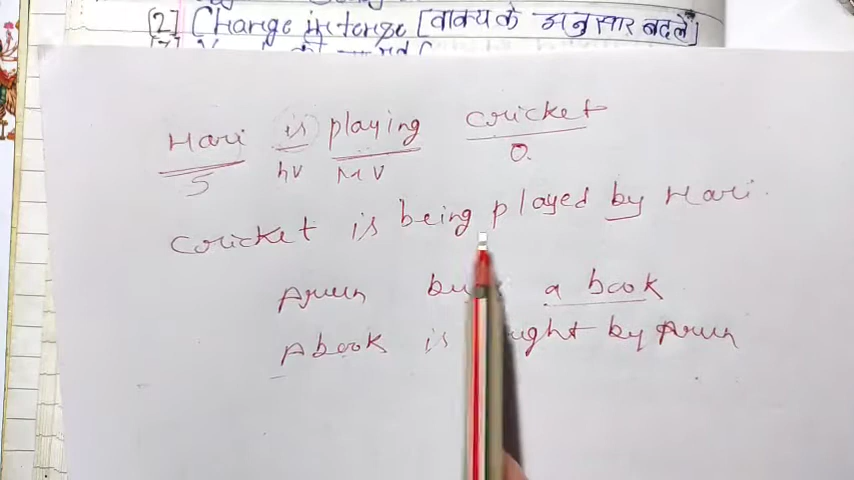 [2] Change in tense [वाक्य के अनुसार बदलें]
Hari is playing cricket
S hv MV O.
Cricket is being played by Hari.
Arun a book
A book is by Arun